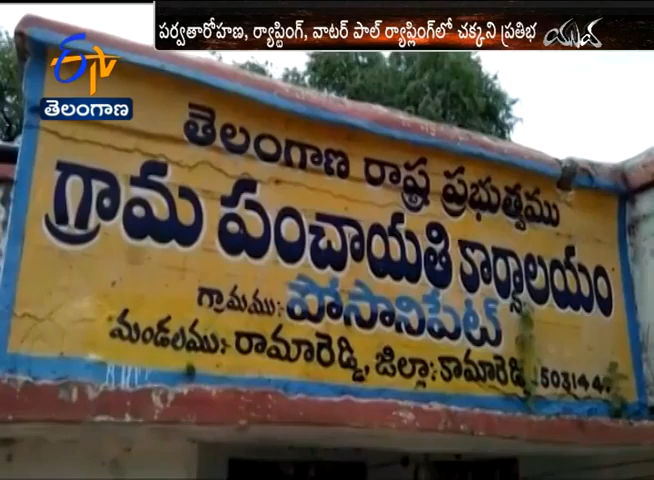 పర్వతారోహణ, ర్యాఫ్టింగ్, వాటర్ పాల్ ర్యాప్లింగ్‌లో చక్కని ప్రతిభ
యువ
ETV
తెలంగాణ
తెలంగాణ రాష్ట్ర ప్రభుత్వము
గ్రామ పంచాయతి కార్యాలయం
గ్రామము: పోసానిపేట్
మండలము:- రామారెడ్డి, జిల్లా: కామారెడ్డి